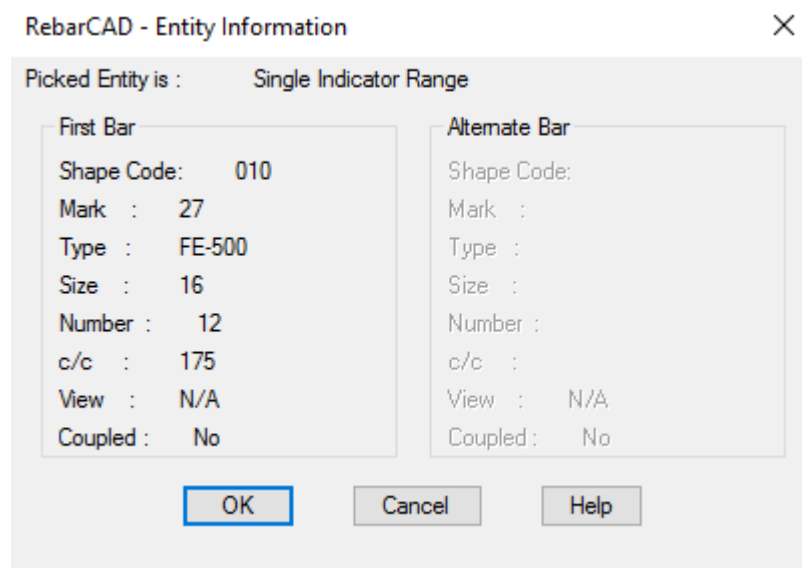 RebarCAD - Entity Information
Picked Entity is : Single Indicator Range
First Bar
Shape Code: 010
Mark : 27
Type : FE-500
Size : 16
Number : 12
c/c : 175
View : N/A
Coupled : No
Alternate Bar
Shape Code:
Mark :
Type :
Size :
Number :
c/c :
View : N/A
Coupled : No
OK
Cancel
Help